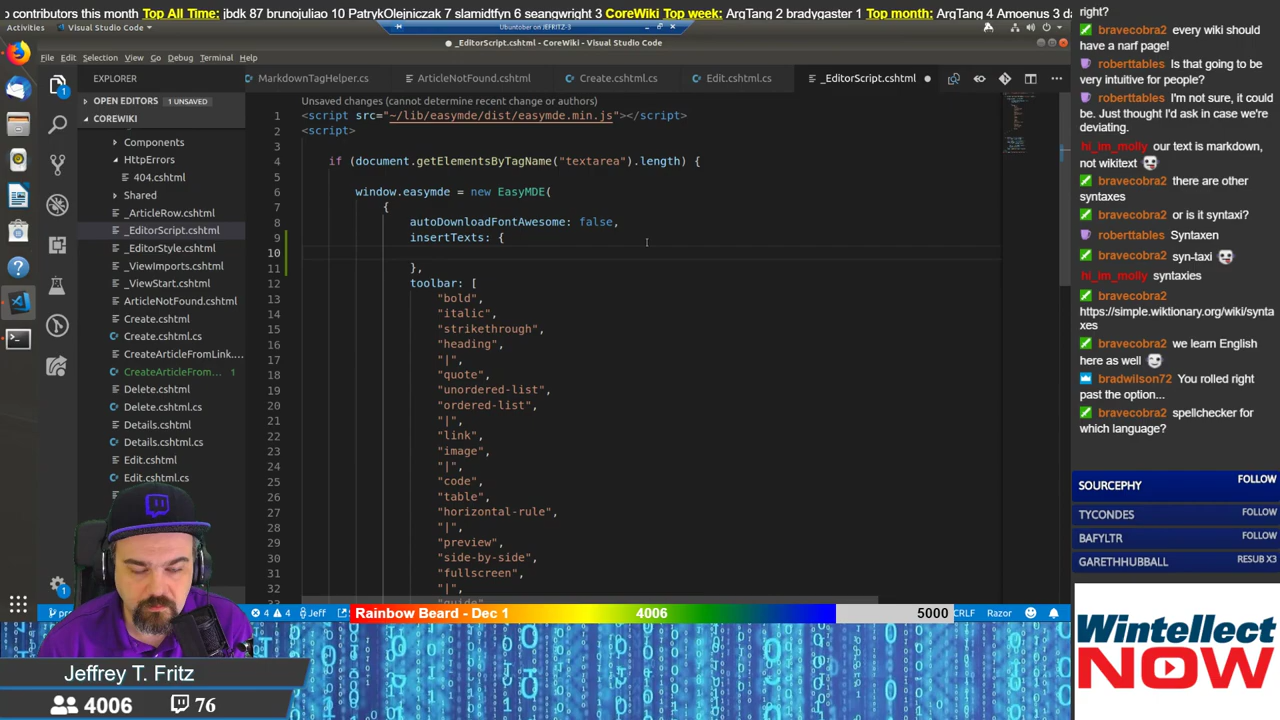 o contributors this month Top All Time: jbdk 87 brunojuliao 10 PatrykOlejniczak 7 slamidtfyn 6 seangwright 3 CoreWiki Top week: ArqTang 2 bradygaster 1 Top month: ArqTang 4 Amoenus 3 da
Activities
Visual Studio Code
Ubuntober on JEFRITZ-3
_EditorScript.cshtml - CoreWiki - Visual Studio Code
File Edit Selection View Go Debug Terminal Help
EXPLORER
MarkdownTagHelper.cs
ArticleNotFound.cshtml
Create.cshtml.cs
Edit.cshtml.cs
_EditorScript.cshtml
OPEN EDITORS 1 UNSAVED
COREWIKI
Components
HttpErrors
404.cshtml
Shared
_ArticleRow.cshtml
_EditorScript.cshtml
_EditorStyle.cshtml
_ViewImports.cshtml
_ViewStart.cshtml
ArticleNotFound.cshtml
Create.cshtml
Create.cshtml.cs
CreateArticleFromLink....
CreateArticleFrom... 1
Delete.cshtml
Delete.cshtml.cs
Details.cshtml
Details.cshtml.cs
Edit.cshtml
Edit.cshtml.cs
Unsaved changes (cannot determine recent change or authors)
1 <script src="~/lib/easymde/dist/easymde.min.js"></script>
2 <script>
3
4 if (document.getElementsByTagName("textarea").length) {
5
6 window.easymde = new EasyMDE(
7 {
8 autoDownloadFontAwesome: false,
9 insertTexts: {
10
11 },
12 toolbar: [
13 "bold",
14 "italic",
15 "strikethrough",
16 "heading",
17 "|",
18 "quote",
19 "unordered-list",
20 "ordered-list",
21 "|",
22 "link",
23 "image",
24 "|",
25 "code",
26 "table",
27 "horizontal-rule",
28 "|",
29 "preview",
30 "side-by-side",
31 "fullscreen",
32 "|",
4 4 Jeff
Rainbow Beard - Dec 1 4006 5000
CRLF Razor
right?
bravecobra2 every wiki should
have a narf page!
roberttables Is that going to be
very intuitive for people?
roberttables I'm not sure, it could
be. Just thought I'd ask in case we're
deviating.
hi_im_molly our text is markdown,
not wikitext
bravecobra2 there are other
syntaxes
bravecobra2 or is it syntaxi?
roberttables Syntaxen
bravecobra2 syn-taxi
hi_im_molly syntaxies
bravecobra2
https://simple.wiktionary.org/wiki/synta
xes
bravecobra2 we learn English
here as well
bradwilson72 You rolled right
past the option...
bravecobra2 spellchecker for
which language?
SOURCEPHY FOLLOW
TYCONDES FOLLOW
BAFYLTR FOLLOW
GARETHHUBBALL RESUB X3
Wintellect
NOW
Jeffrey T. Fritz
4006 76